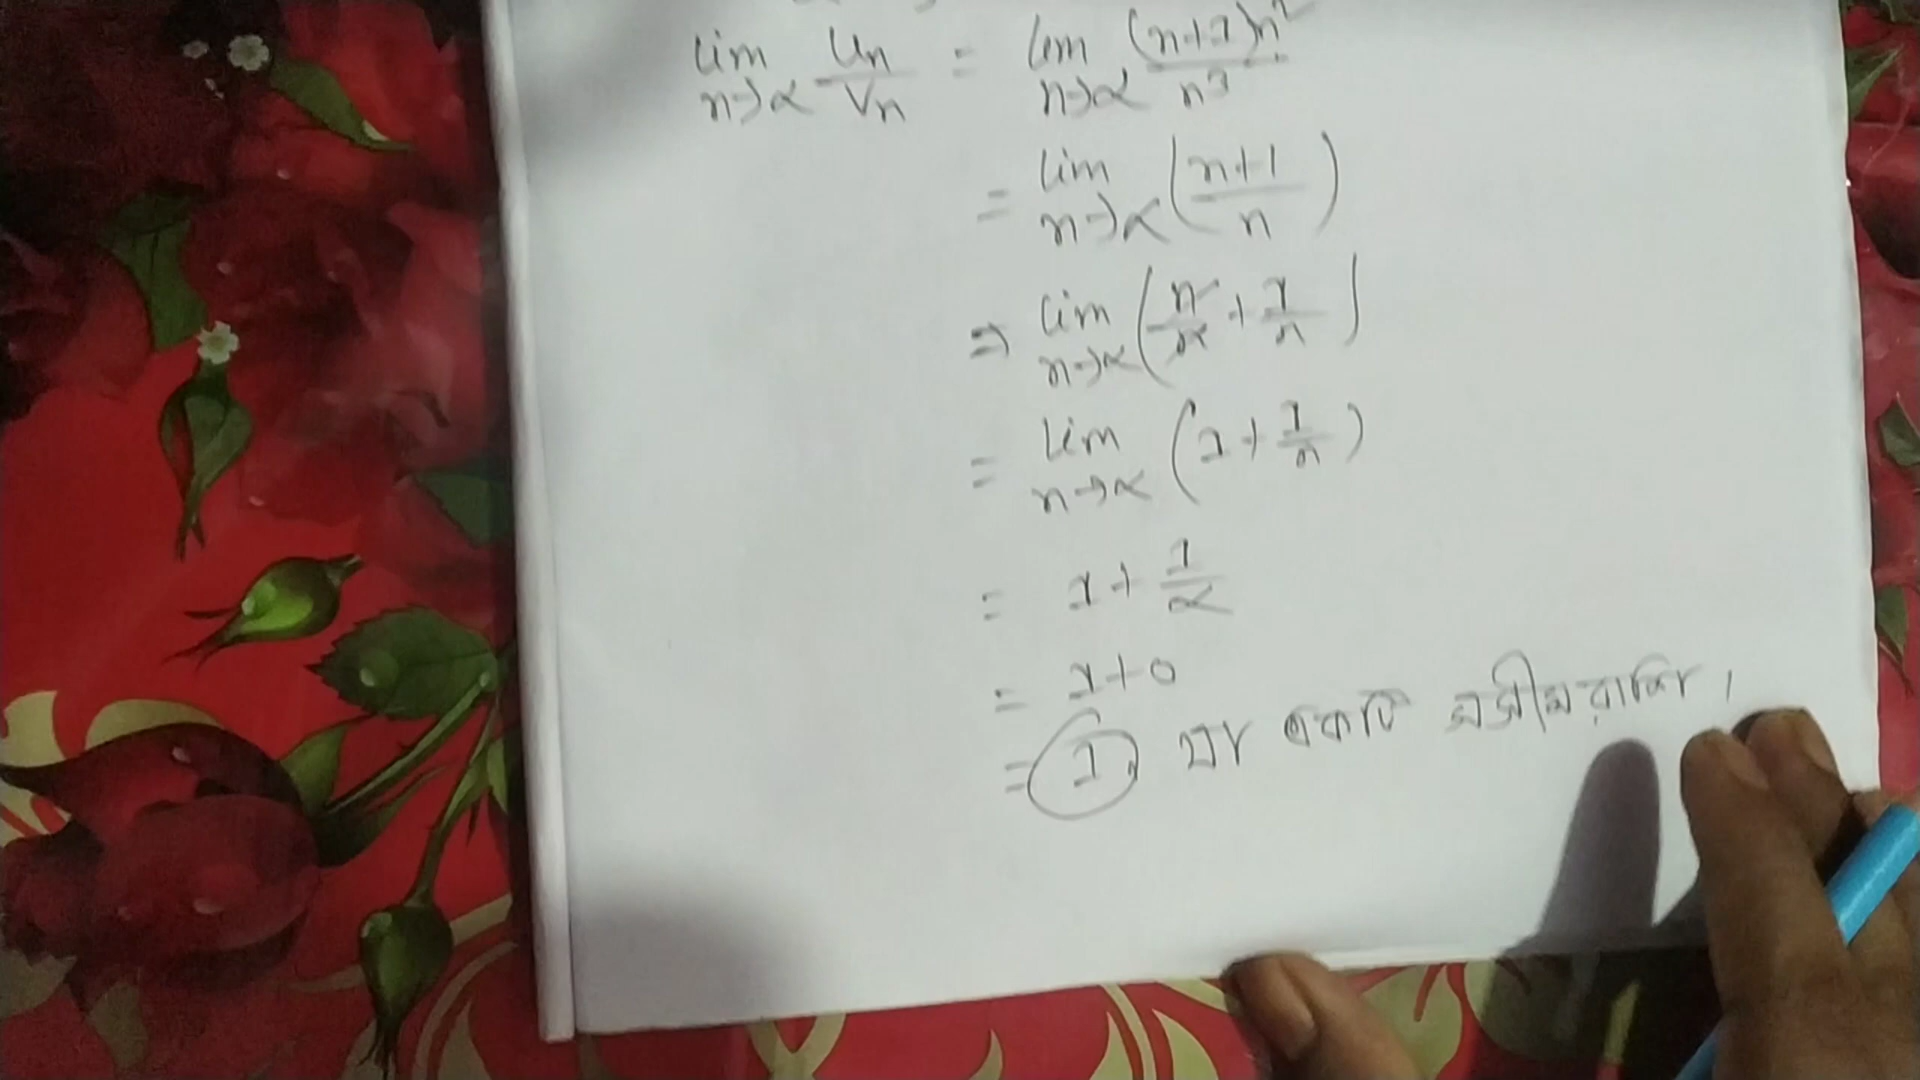 lim n→∝ Un/Vn = lim n→∝ (n+1)n²/n³
= lim n→∝ (n+1/n)
⇒ lim n→∝ (n/n + 1/n)
= lim n→∝ (1 + 1/n)
= 1 + 1/∝
= 1+0
= 1, যা একটি সসীম রাশি।